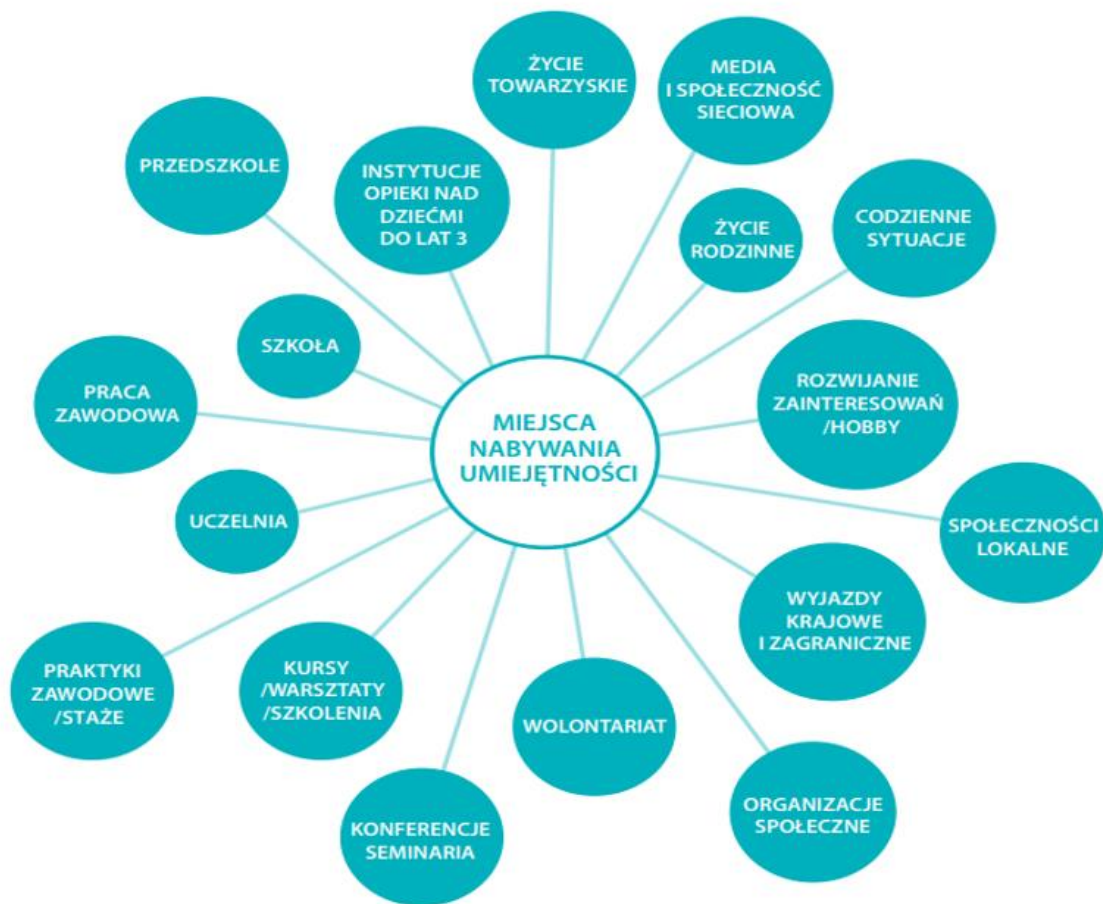 ŻYCIE
TOWARZYSKIE
MEDIA
I SPOŁECZNOŚĆ
SIECIOWA
PRZEDSZKOLE
INSTYTUCJE
OPIEKI NAD
DZIEĆMI
DO LAT 3
ŻYCIE
RODZINNE
CODZIENNE
SYTUACJE
SZKOŁA
PRACA
ZAWODOWA
ROZWIJANIE
ZAINTERESOWAŃ
/HOBBY
MIEJSCA
NABYWANIA
UMIEJĘTNOŚCI
UCZELNIA
SPOŁECZNOŚCI
LOKALNE
WYJAZDY
KRAJOWE
I ZAGRANICZNE
PRAKTYKI
ZAWODOWE
/STAŻE
KURSY
/WARSZTATY
/SZKOLENIA
WOLONTARIAT
KONFERENCJE
SEMINARIA
ORGANIZACJE
SPOŁECZNE